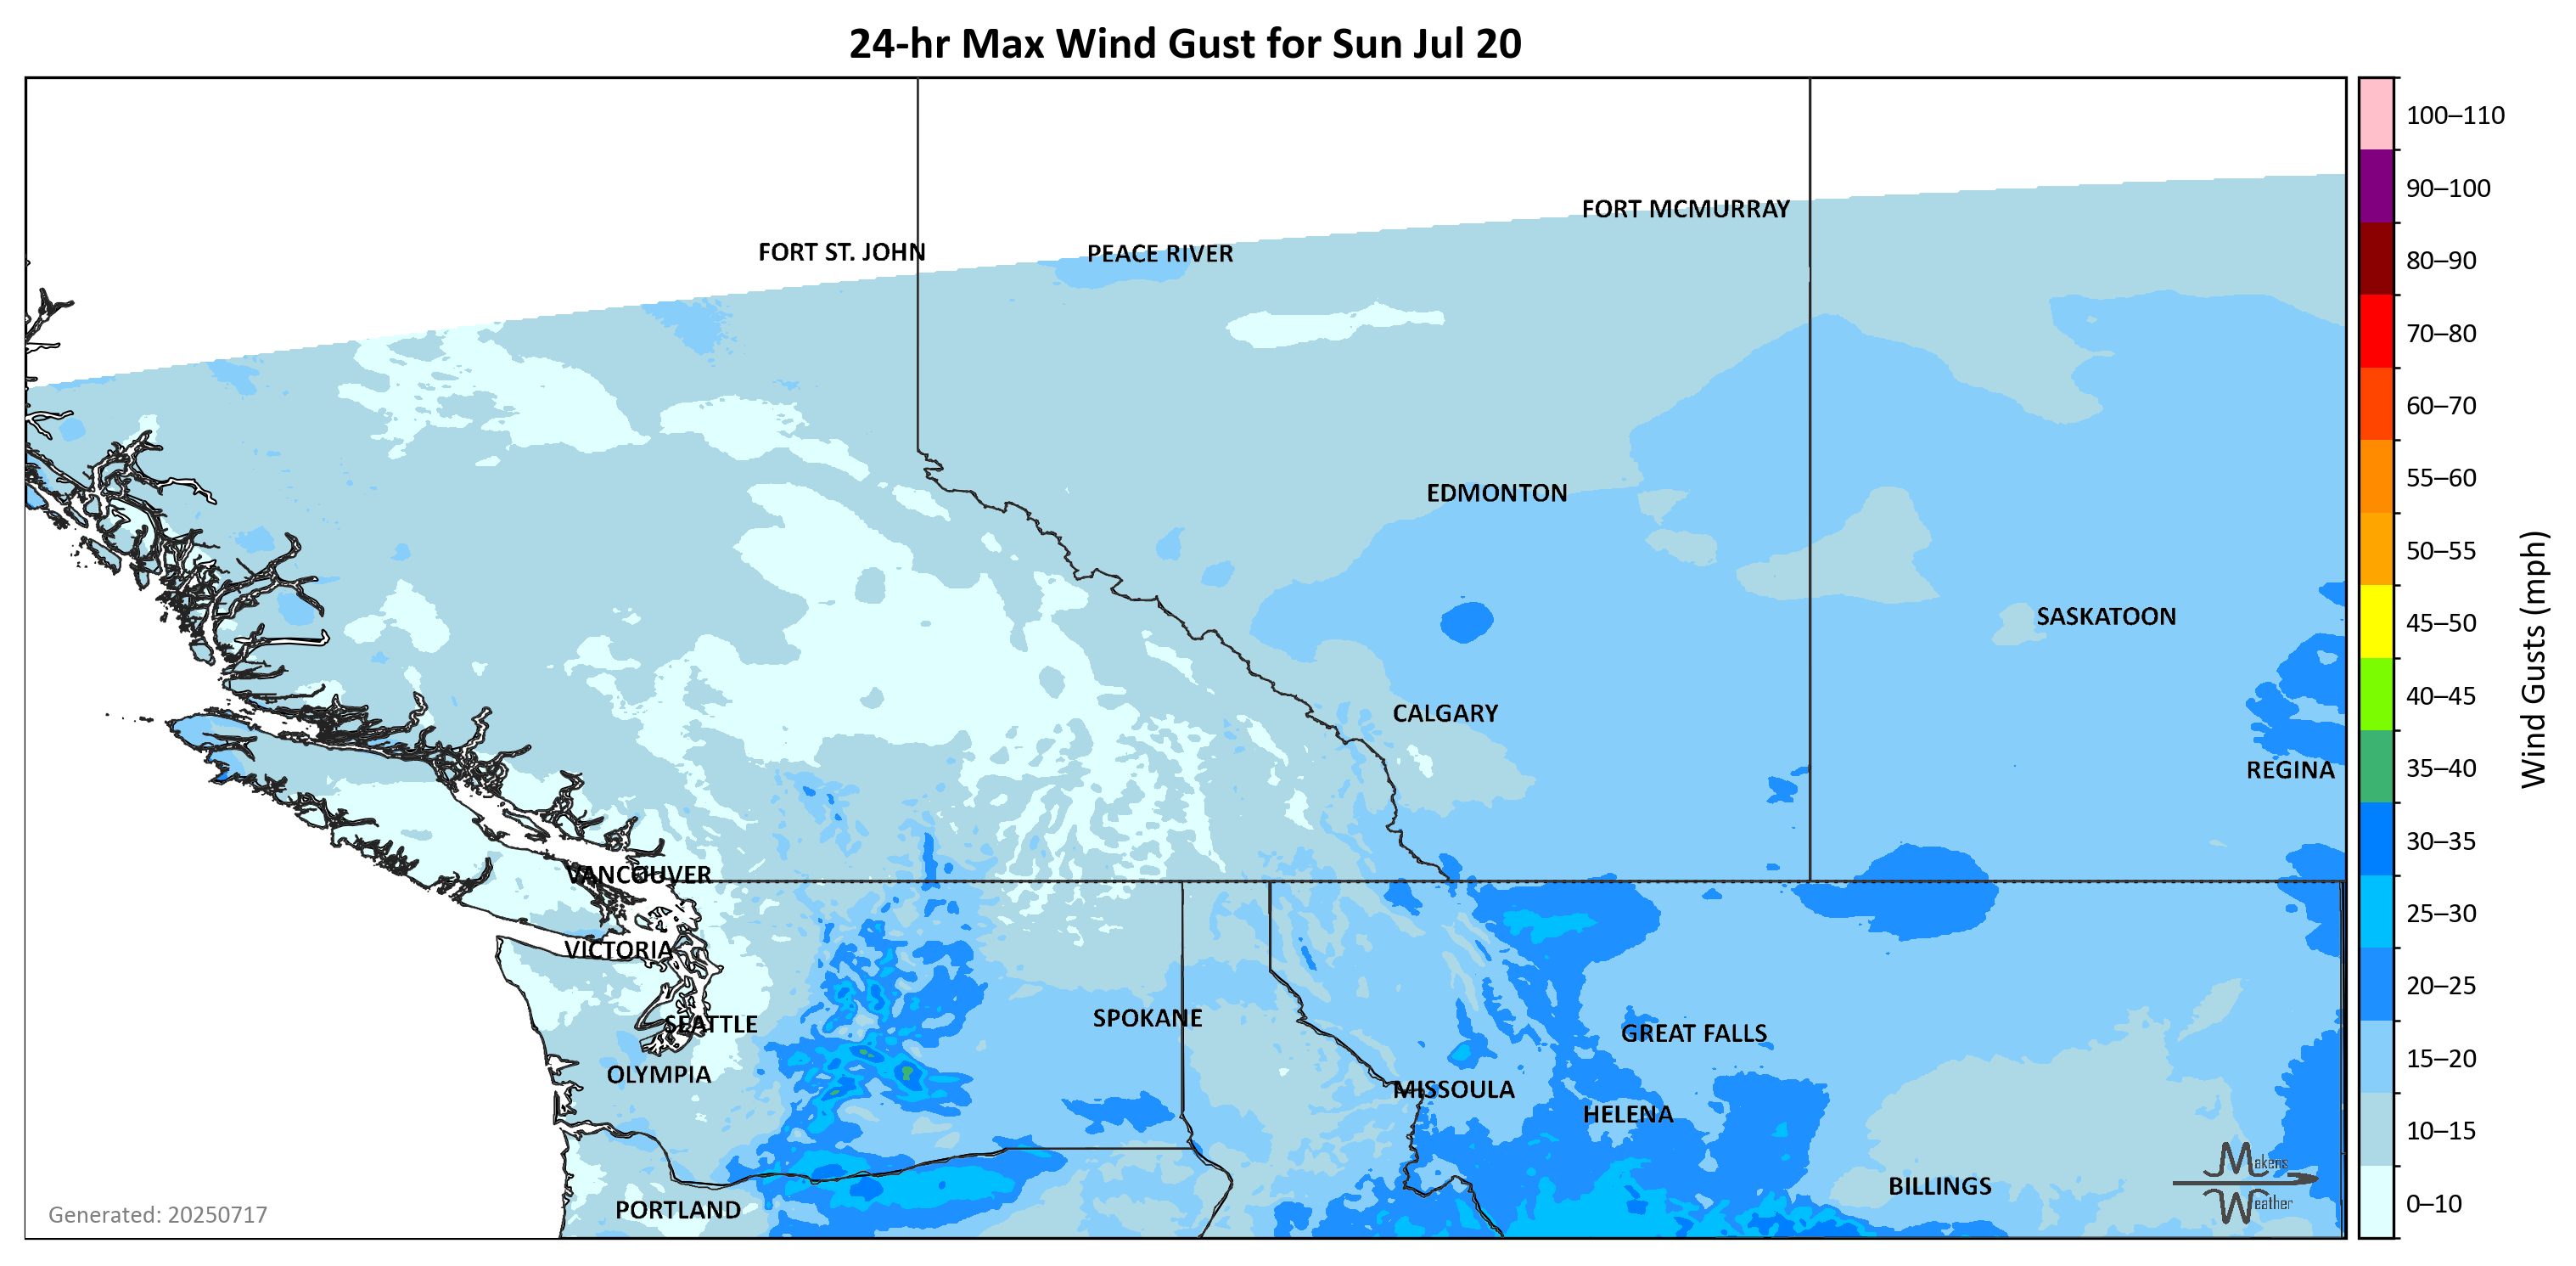 24-hr Max Wind Gust for Sun Jul 20
100–110
90–100
80–90
70–80
60–70
55–60
50–55
45–50
40–45
35–40
30–35
25–30
20–25
15–20
10–15
0–10
Wind Gusts (mph)
FORT MCMURRAY
FORT ST. JOHN
PEACE RIVER
EDMONTON
SASKATOON
CALGARY
REGINA
VANCOUVER
VICTORIA
SEATTLE
SPOKANE
GREAT FALLS
OLYMPIA
MISSOULA
HELENA
BILLINGS
PORTLAND
Makens
Weather
Generated: 20250717